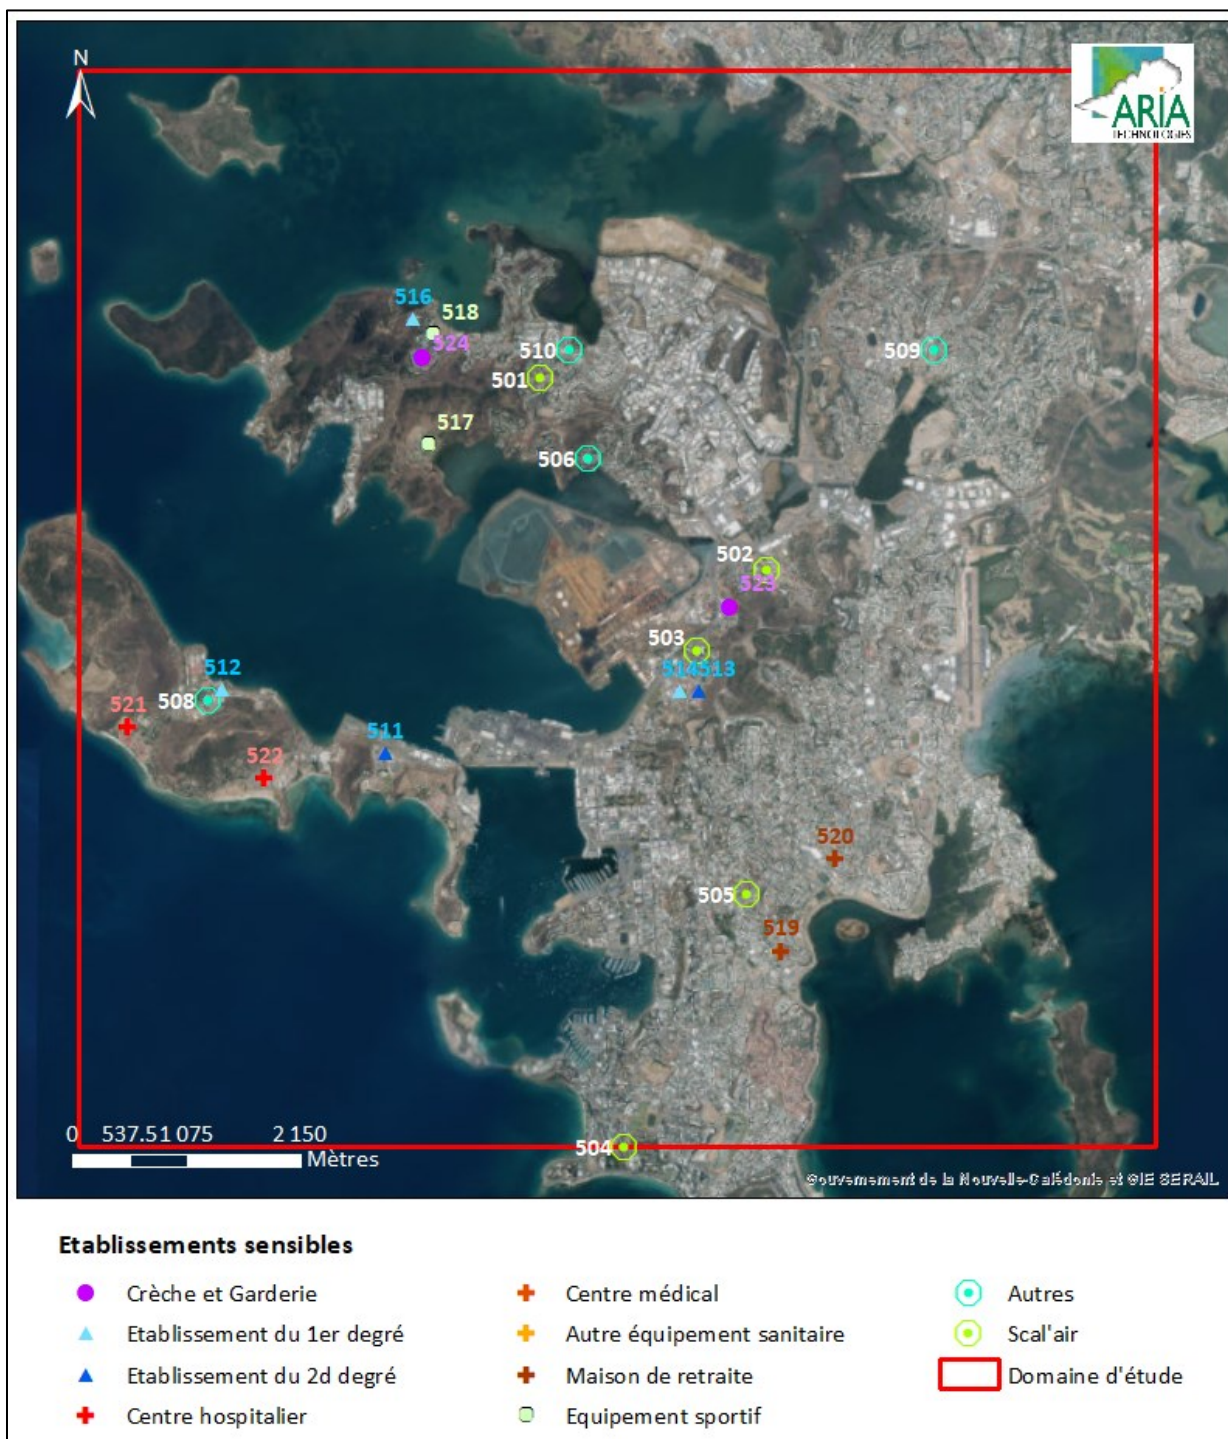 N
ARIA
TECHNOLOGIES
516
518
524
510
509
501
517
506
502
523
503
514 513
512
508
521
511
522
520
505
519
0 537.5 1 075 2 150
Mètres
504
Gouvernement de la Nouvelle-Calédonie et GIE SERAIL
Etablissements sensibles
Crèche et Garderie
Centre médical
Autres
Etablissement du 1er degré
Autre équipement sanitaire
Scal'air
Etablissement du 2d degré
Maison de retraite
Domaine d'étude
Centre hospitalier
Equipement sportif